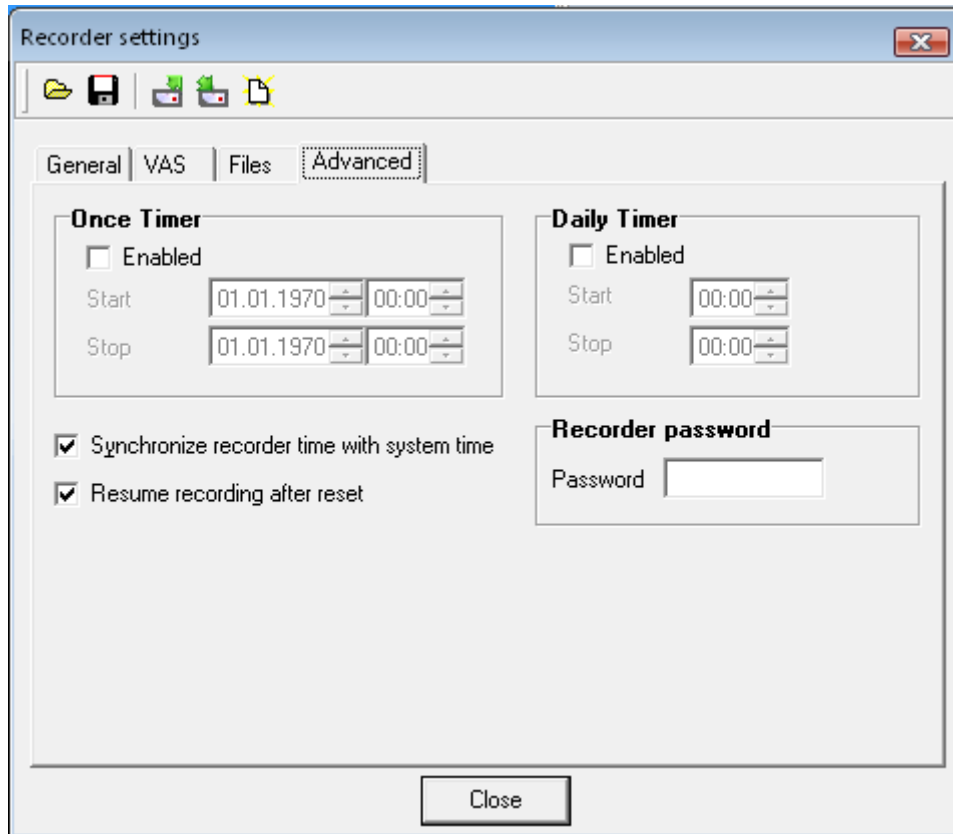 Recorder settings
General VAS Files Advanced
Once Timer
Enabled
Start 01.01.1970 00:00
Stop 01.01.1970 00:00
Daily Timer
Enabled
Start 00:00
Stop 00:00
Synchronize recorder time with system time
Resume recording after reset
Recorder password
Password
Close